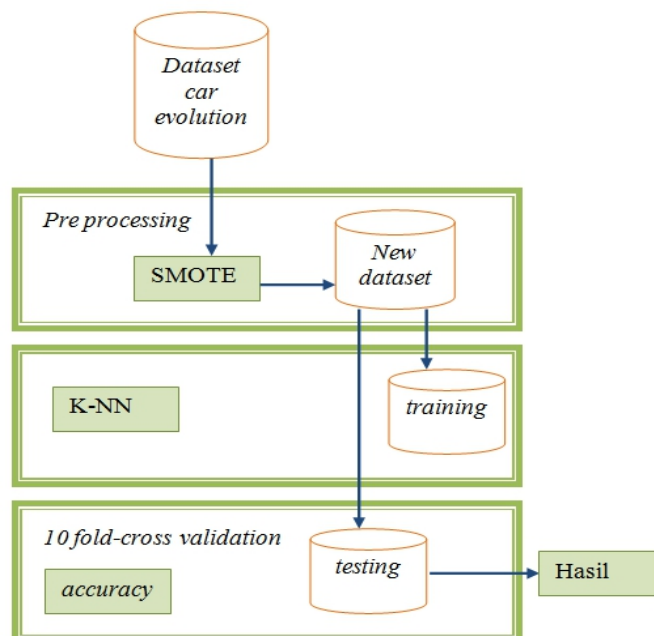 Dataset
car
evolution
Pre processing
SMOTE
New
dataset
K-NN
training
10 fold-cross validation
accuracy
testing
Hasil